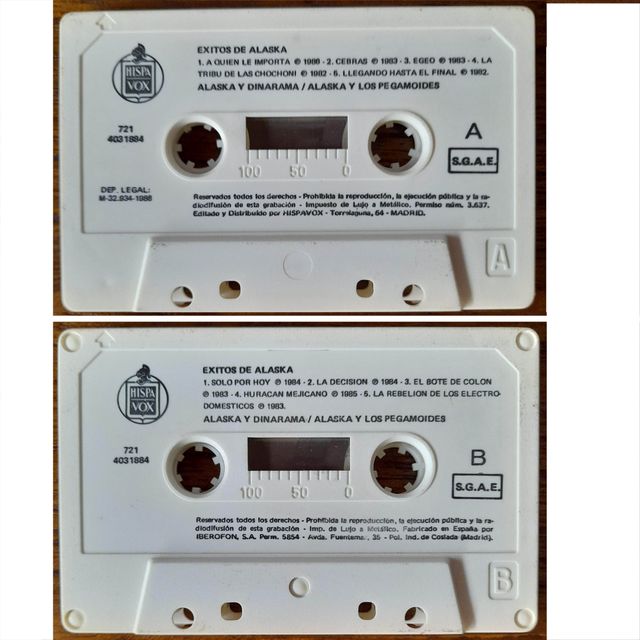 HISPA
VOX
EXITOS DE ALASKA
1. A QUIEN LE IMPORTA ℗ 1986 - 2. CEBRAS ℗ 1983 - 3. EGEO ℗ 1983 - 4. LA
TRIBU DE LAS CHOCHONI ℗ 1982 - 5. LLEGANDO HASTA EL FINAL ℗ 1982.
ALASKA Y DINARAMA / ALASKA Y LOS PEGAMOIDES
721
4031884
A
S.G.A.E.
100 50 0
DEP. LEGAL:
M-32.934-1986
Reservados todos los derechos - Prohibida la reproducción, la ejecución pública y la ra-
diodifusión de esta grabación - Impuesto de Lujo a Metálico. Permiso núm. 3.637.
Editado y Distribuido por HISPAVOX - Torrelaguna, 64 - MADRID.
A
HISPA
VOX
EXITOS DE ALASKA
1. SOLO POR HOY ℗ 1984 - 2. LA DECISION ℗ 1984 - 3. EL BOTE DE COLON
℗ 1983 - 4. HURACAN MEJICANO ℗ 1985 - 5. LA REBELION DE LOS ELECTRO-
DOMESTICOS ℗ 1983.
ALASKA Y DINARAMA / ALASKA Y LOS PEGAMOIDES
721
4031884
B
S.G.A.E.
100 50 0
Reservados todos los derechos - Prohibida la reproducción, la ejecución pública y la ra-
diodifusión de esta grabación - Imp. de Lujo a Metálico. Fabricado en España por
IBEROFON, S.A. Perm. 5854 - Avda. 35 - Pol. Ind. de Coslada (Madrid).
B